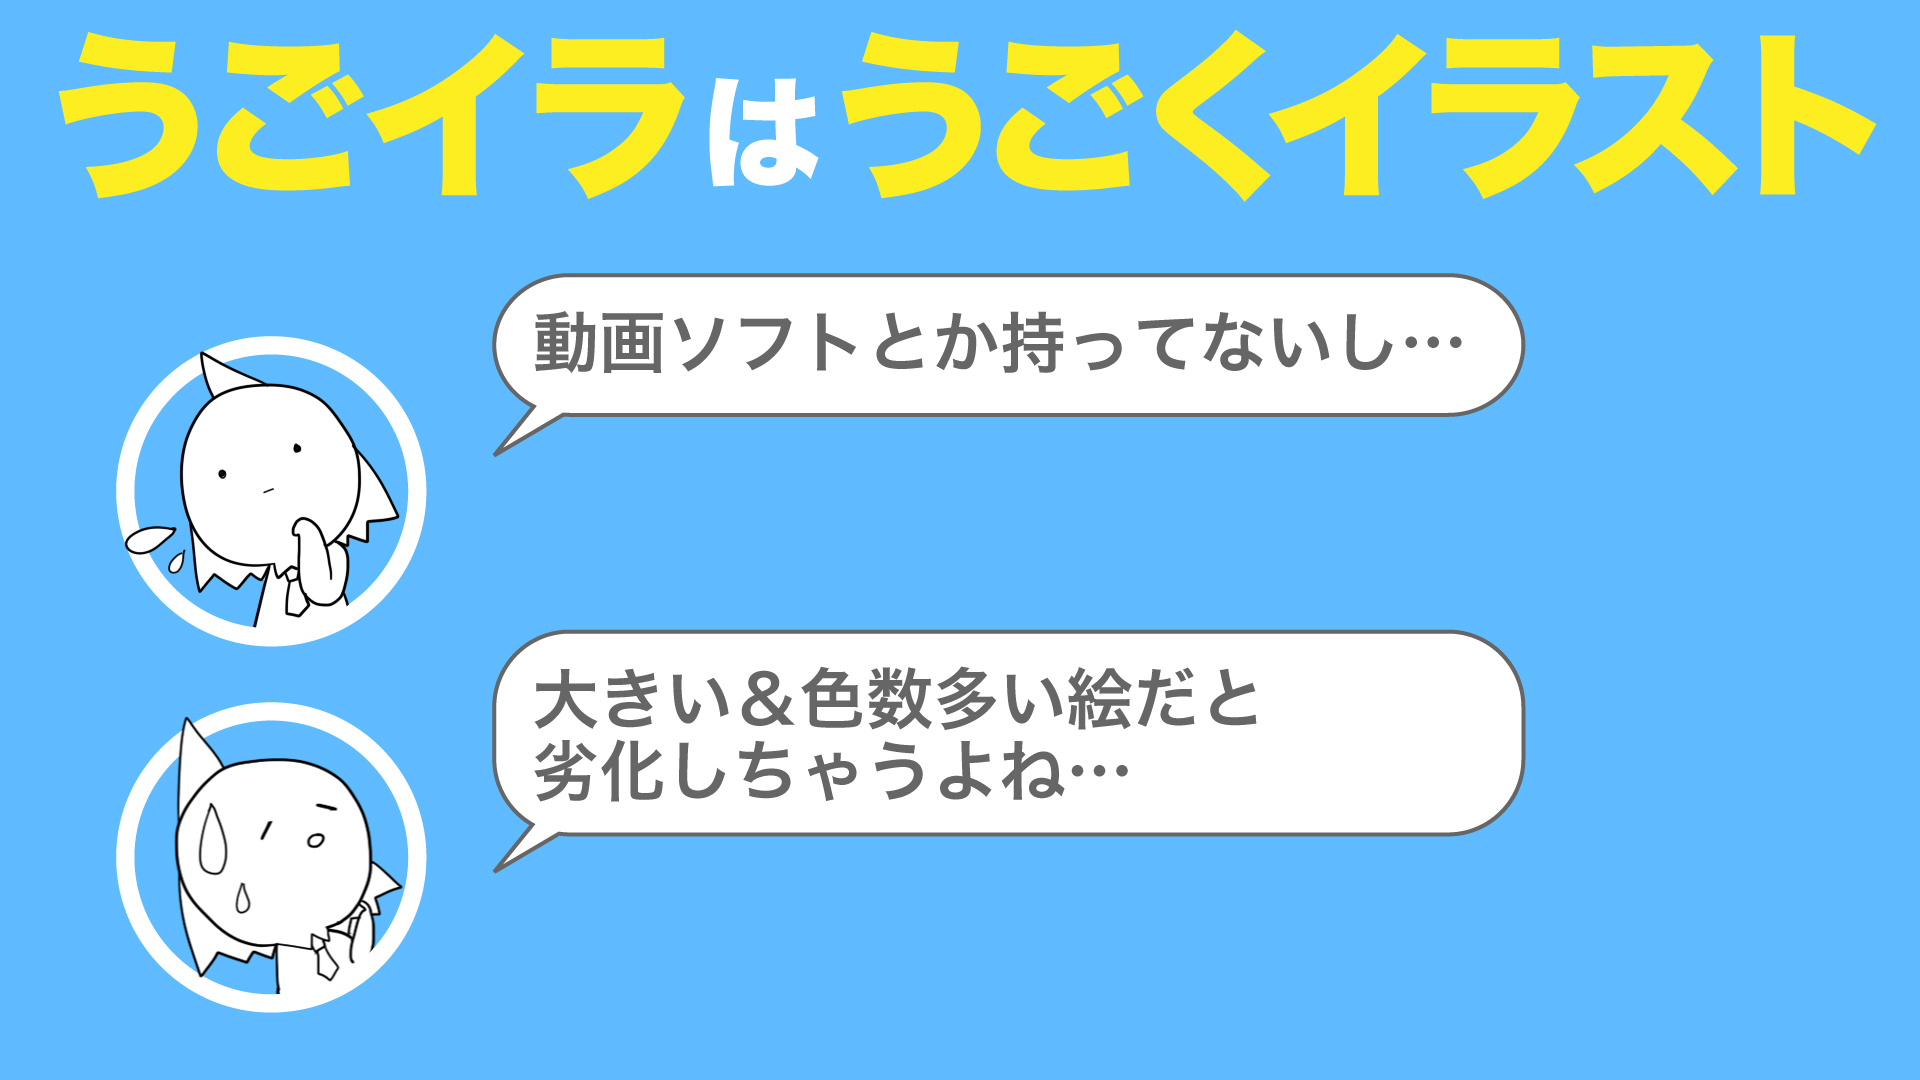 うごイラはうごくイラスト
動画ソフトとか持ってないし…
大きい＆色数多い絵だと
劣化しちゃうよね…